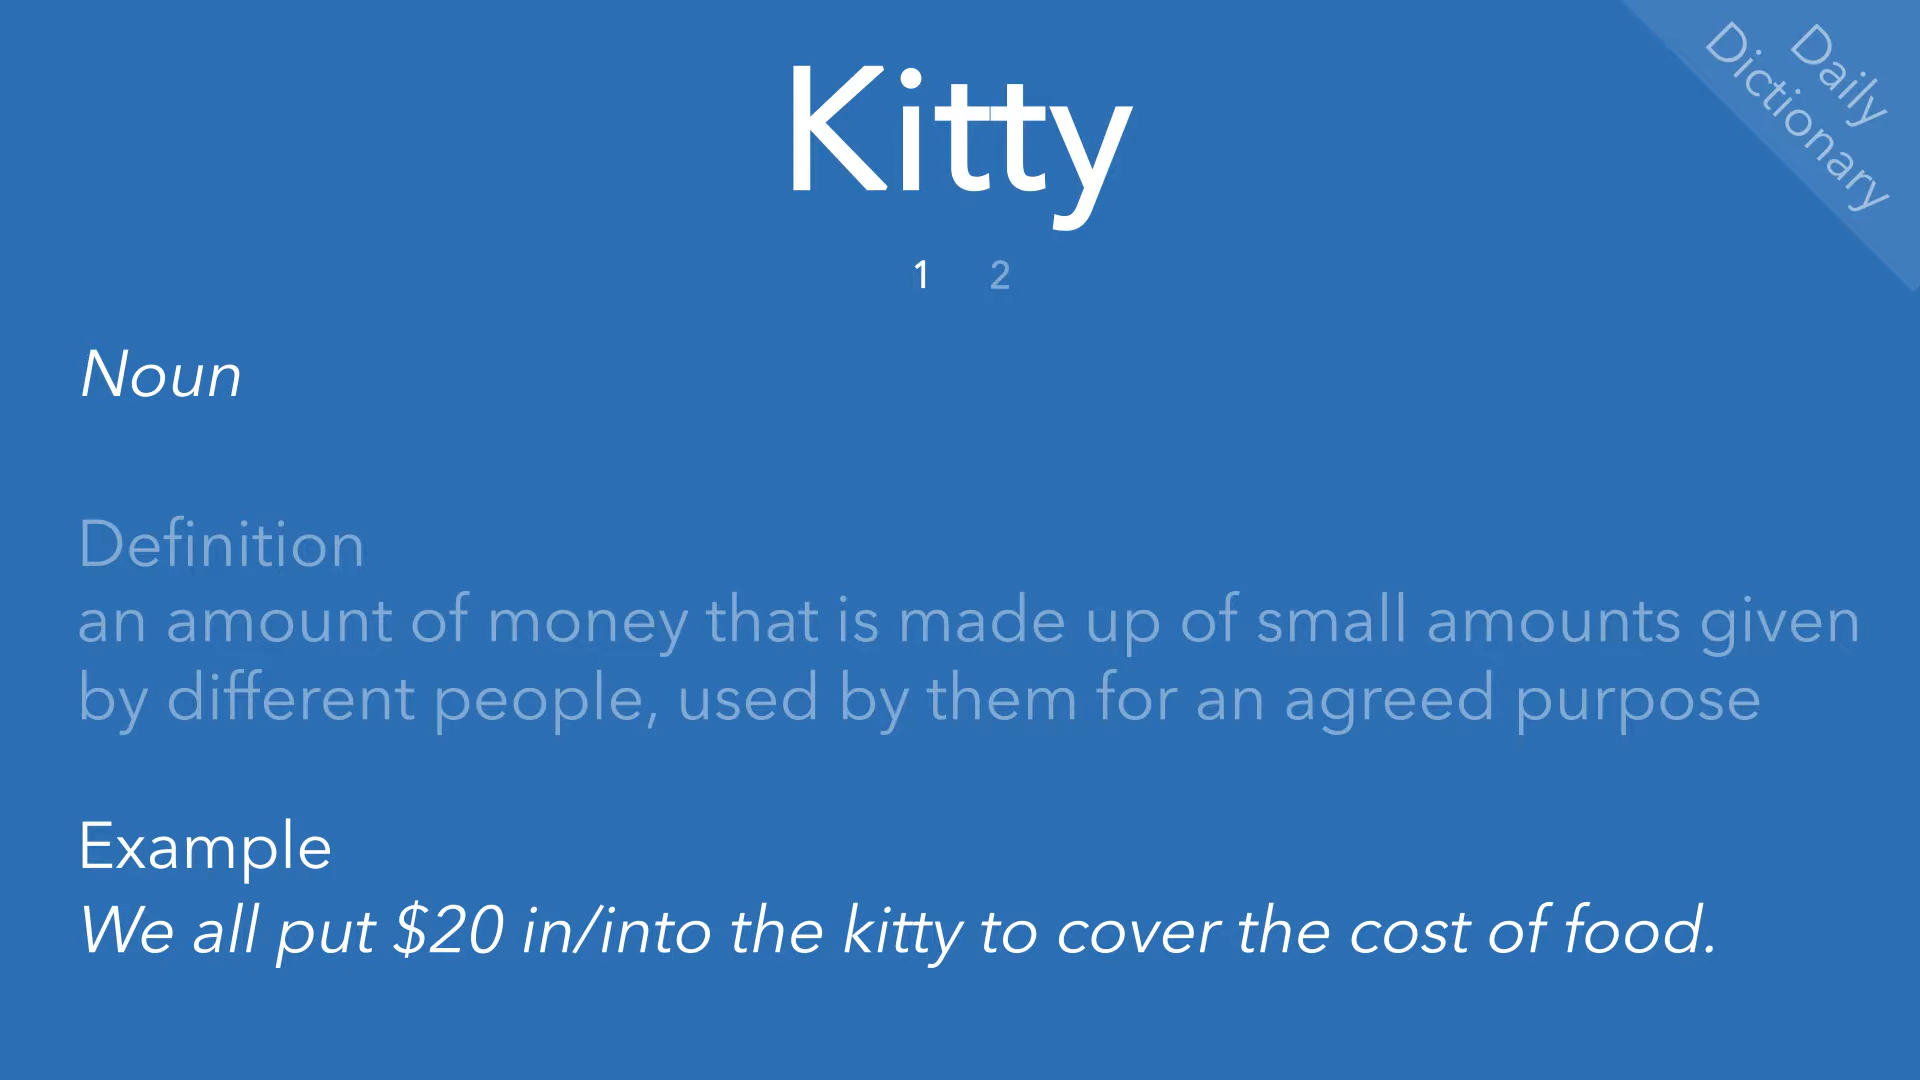 Kitty
Daily
Dictionary
1 2
Noun
Definition
an amount of money that is made up of small amounts given
by different people, used by them for an agreed purpose
Example
We all put $20 in/into the kitty to cover the cost of food.